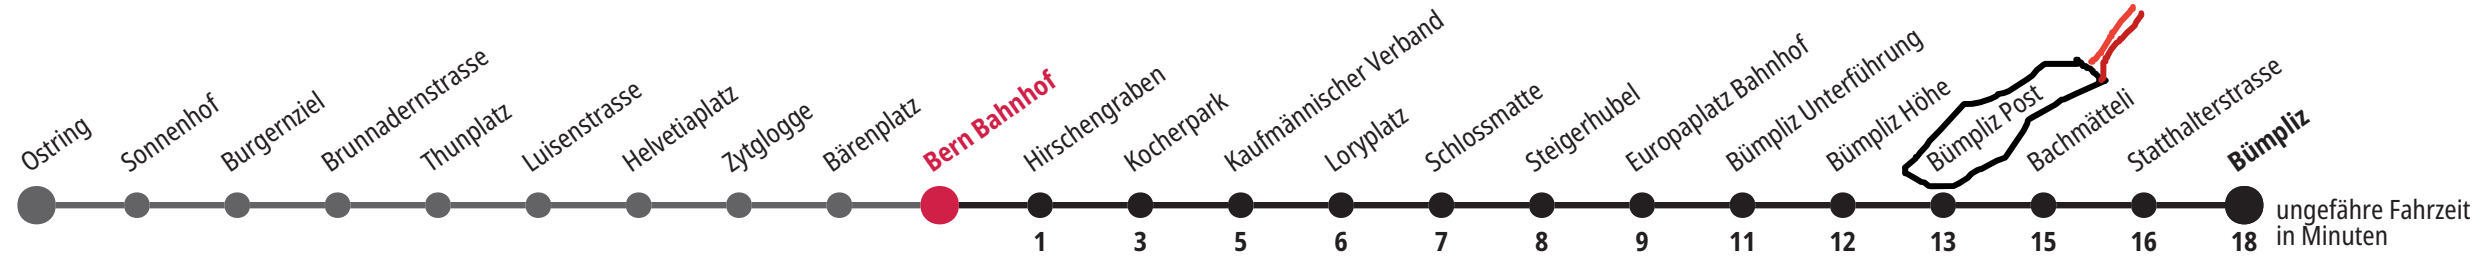 Ostring
Sonnenhof
Burgernziel
Brunnadernstrasse
Thunplatz
Luisenstrasse
Helvetiaplatz
Zytglogge
Bärenplatz
Bern Bahnhof
Hirschengraben
Kocherpark
Kaufmännischer Verband
Loryplatz
Schlossmatte
Steigerhubel
Europaplatz Bahnhof
Bümpliz Unterführung
Bümpliz Höhe
Bümpliz Post
Bachmätteli
Statthalterstrasse
Bümpliz
1 3 5 6 7 8 9 11 12 13 15 16 18
ungefähre Fahrzeit
in Minuten